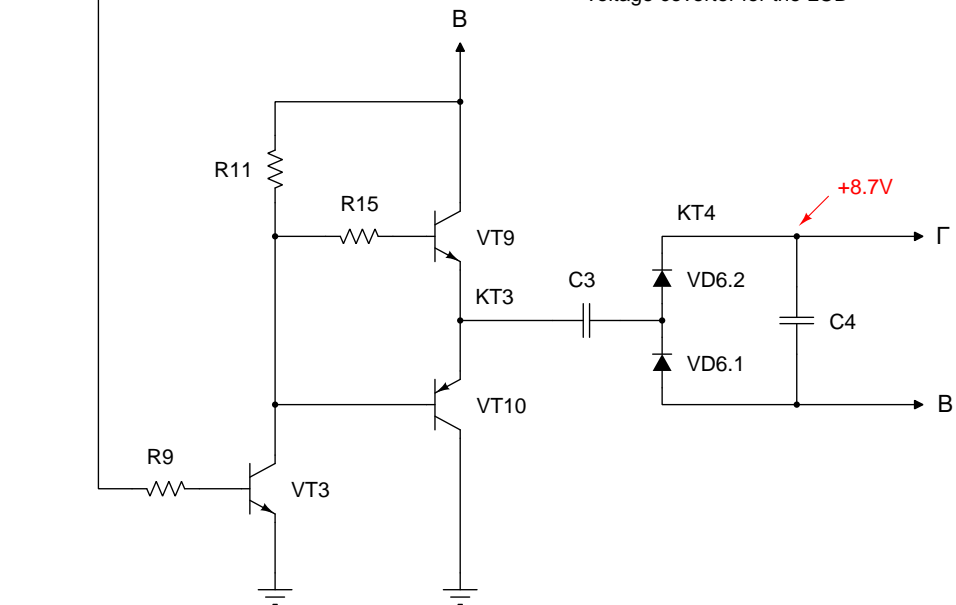 B
+8.7V
R11
R15
KT4
Г
VT9
C3
VD6.2
KT3
C4
VD6.1
VT10
B
R9
VT3